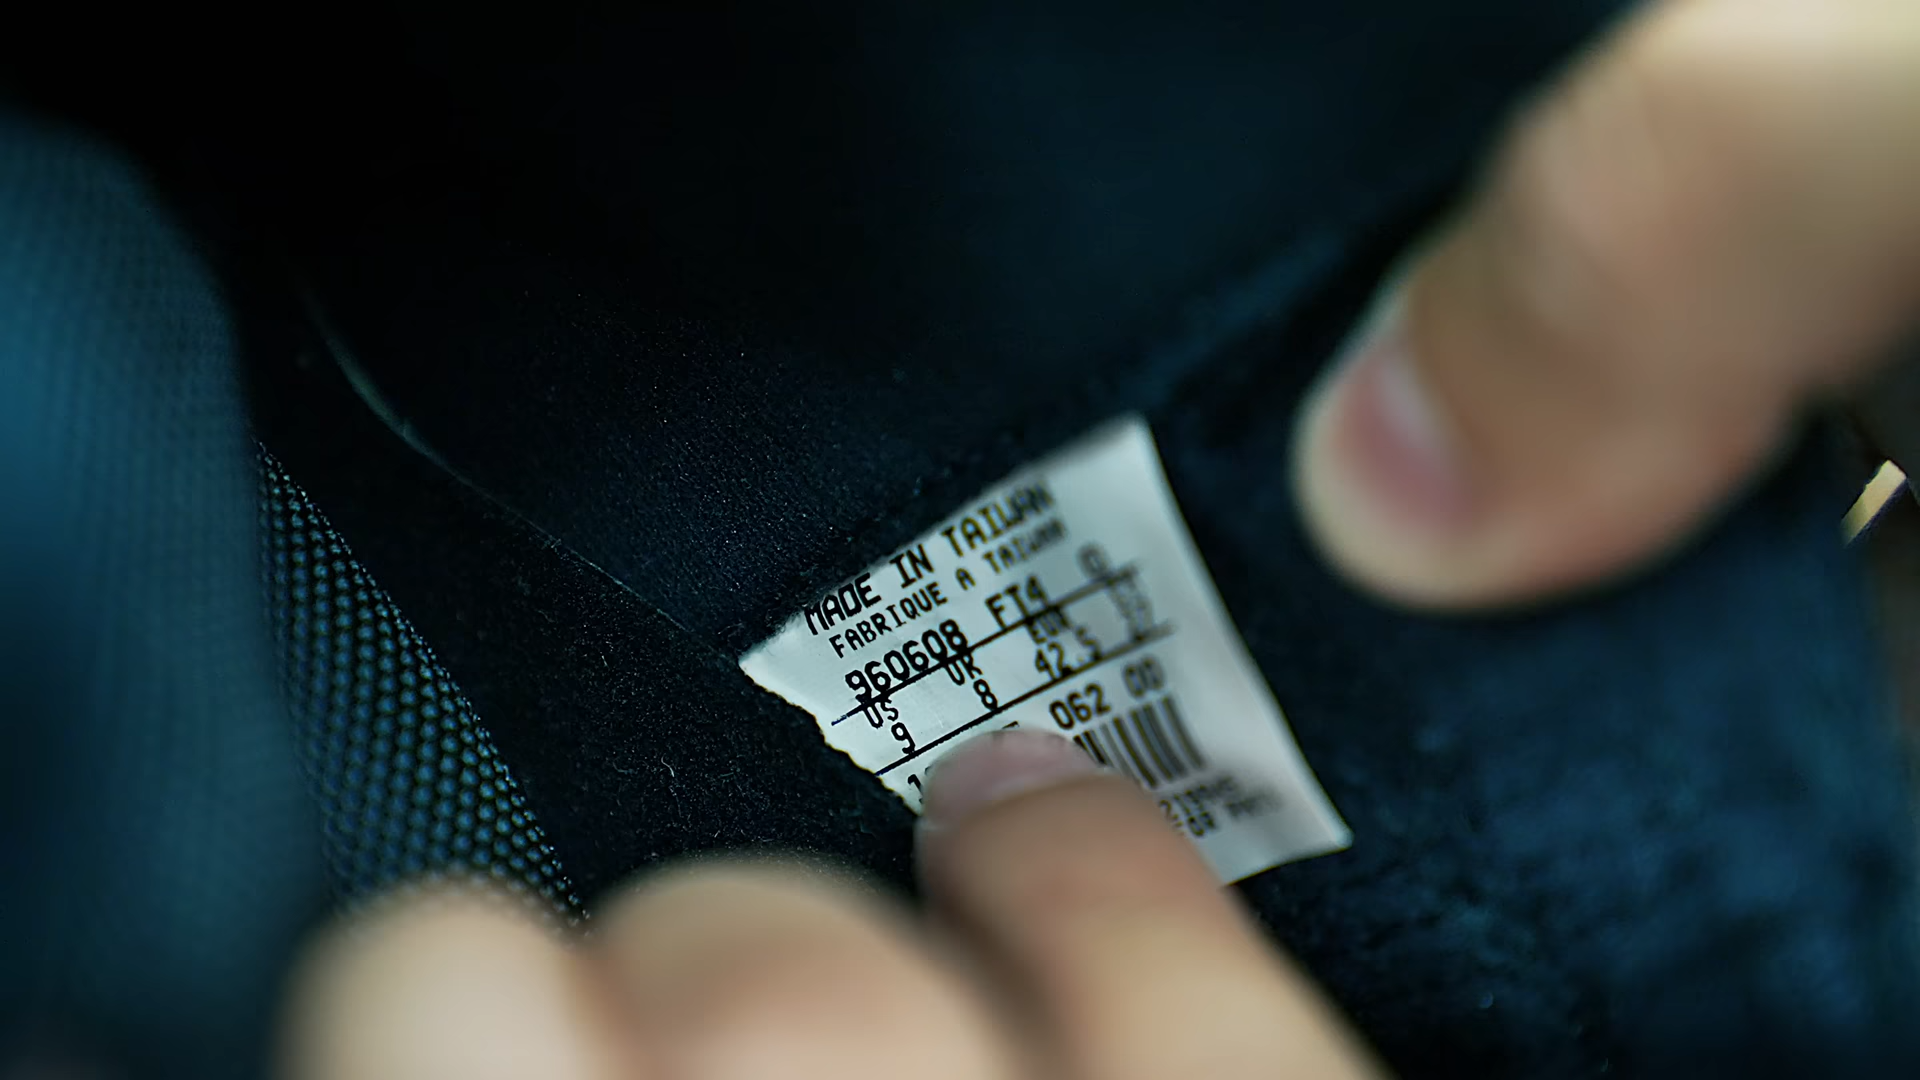 MADE IN TAIWAN
FABRIQUE A TAIWAN
960608 FT4
US UK EUR
9 8 42.5
062 00